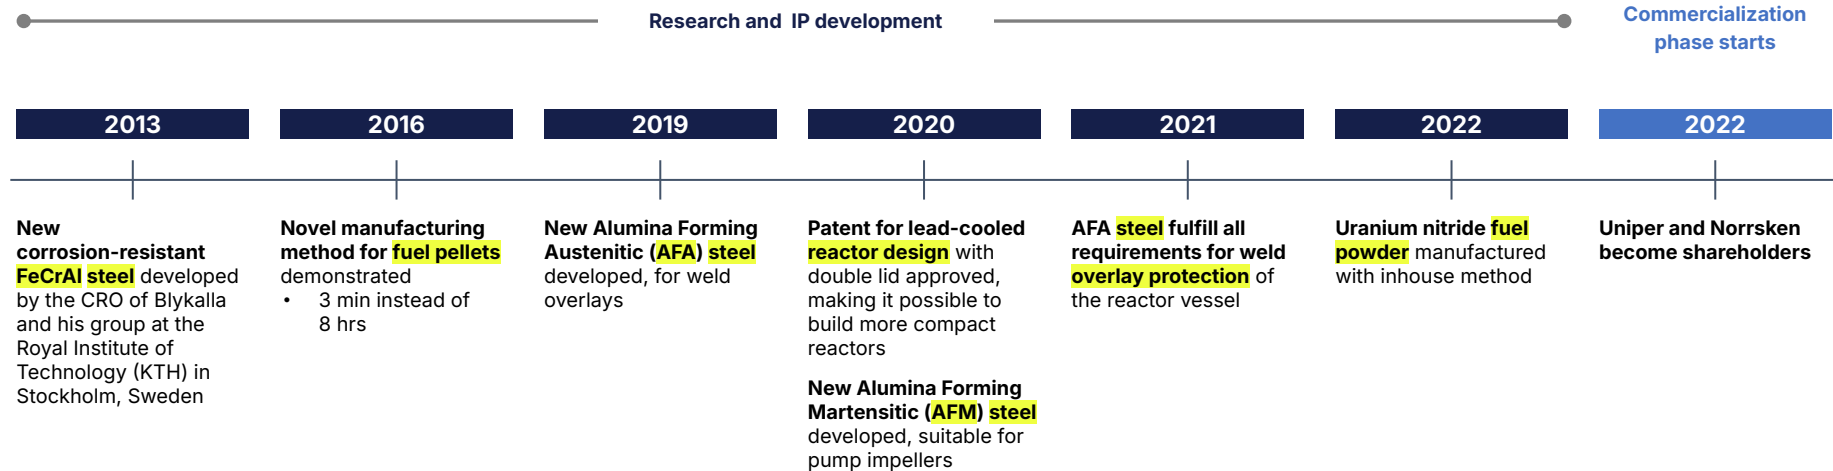 Research and IP development
Commercialization
phase starts
2013
2016
2019
2020
2021
2022
2022
New
corrosion-resistant
FeCrAl steel developed
by the CRO of Blykalla
and his group at the
Royal Institute of
Technology (KTH) in
Stockholm, Sweden
Novel manufacturing
method for fuel pellets
demonstrated
• 3 min instead of
8 hrs
New Alumina Forming
Austenitic (AFA) steel
developed, for weld
overlays
Patent for lead-cooled
reactor design with
double lid approved,
making it possible to
build more compact
reactors
New Alumina Forming
Martensitic (AFM) steel
developed, suitable for
pump impellers
AFA steel fulfill all
requirements for weld
overlay protection of
the reactor vessel
Uranium nitride fuel
powder manufactured
with inhouse method
Uniper and Norrsken
become shareholders